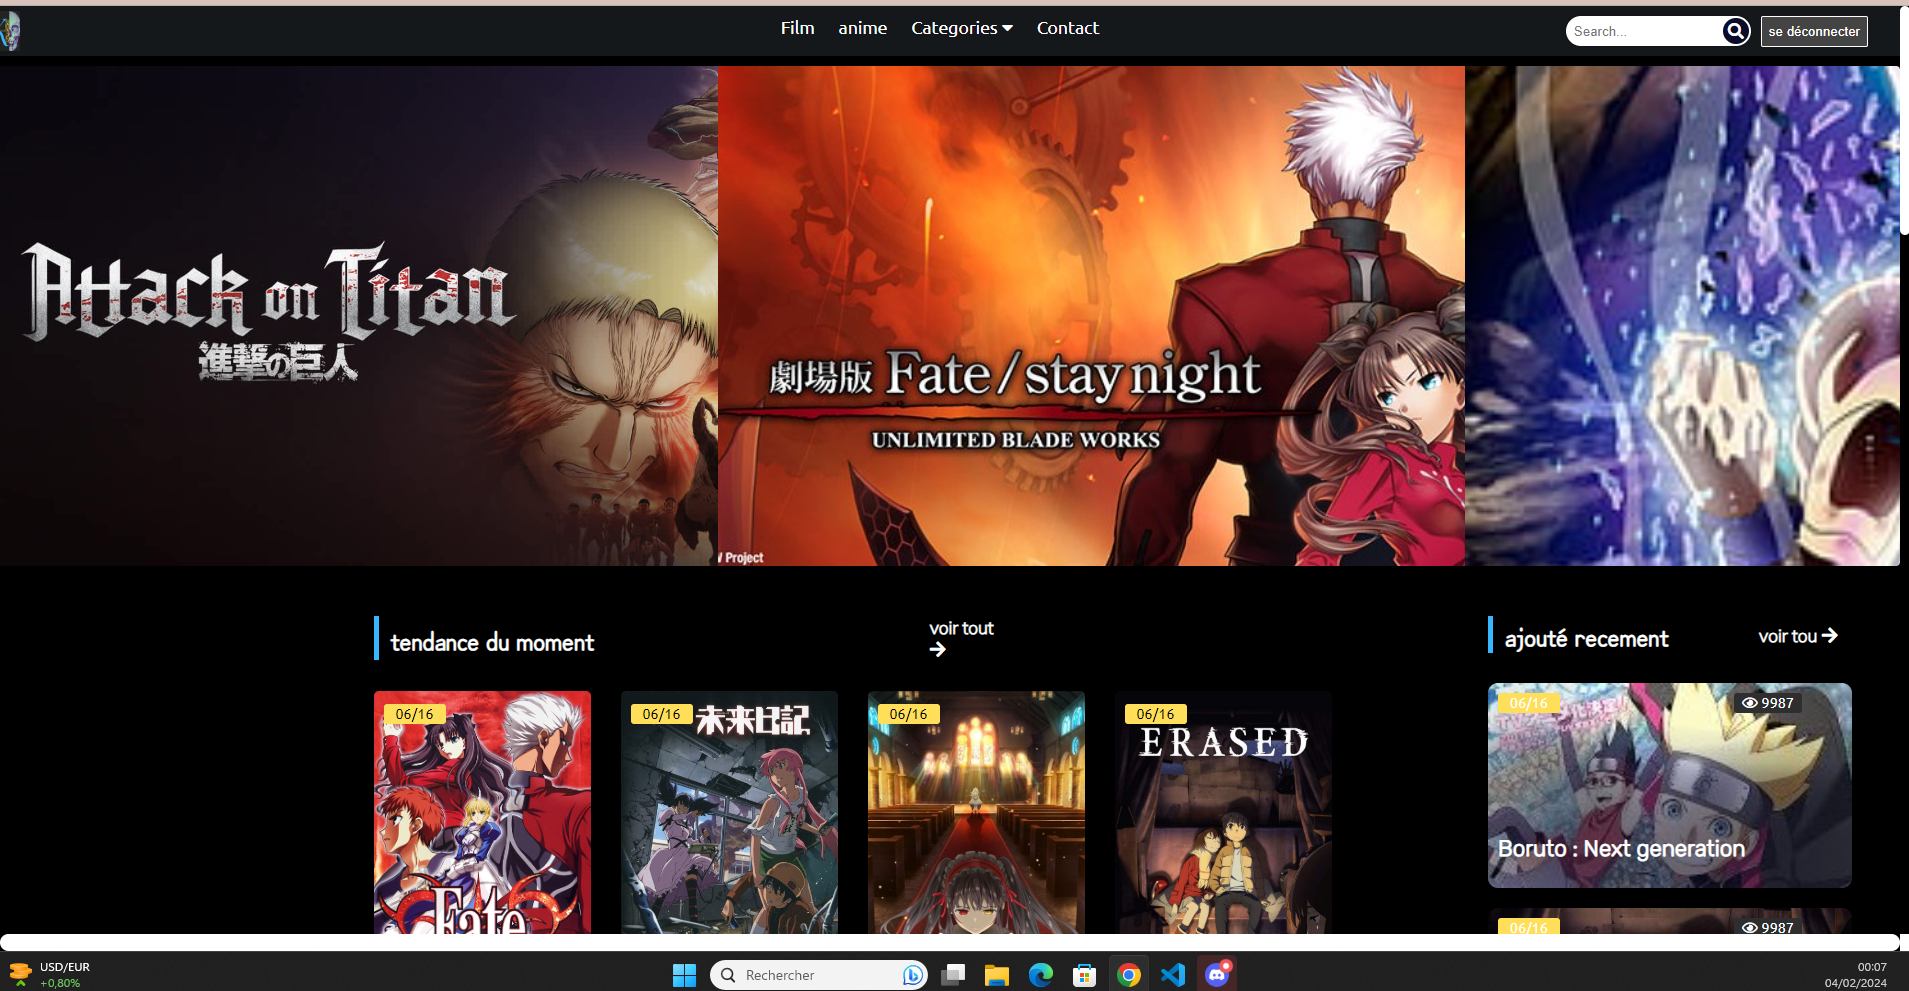 Film anime Categories Contact
Search...
se déconnecter
Attack on Titan
進撃の巨人
劇場版 Fate/stay night
UNLIMITED BLADE WORKS
Project
tendance du moment
voir tout
ajouté recement
voir tou
06/16
Fate
06/16
未来日記
06/16
06/16
ERASED
06/16
9987
Boruto : Next generation
06/16
9987
USD/EUR
+0,80%
Rechercher
00:07
04/02/2024